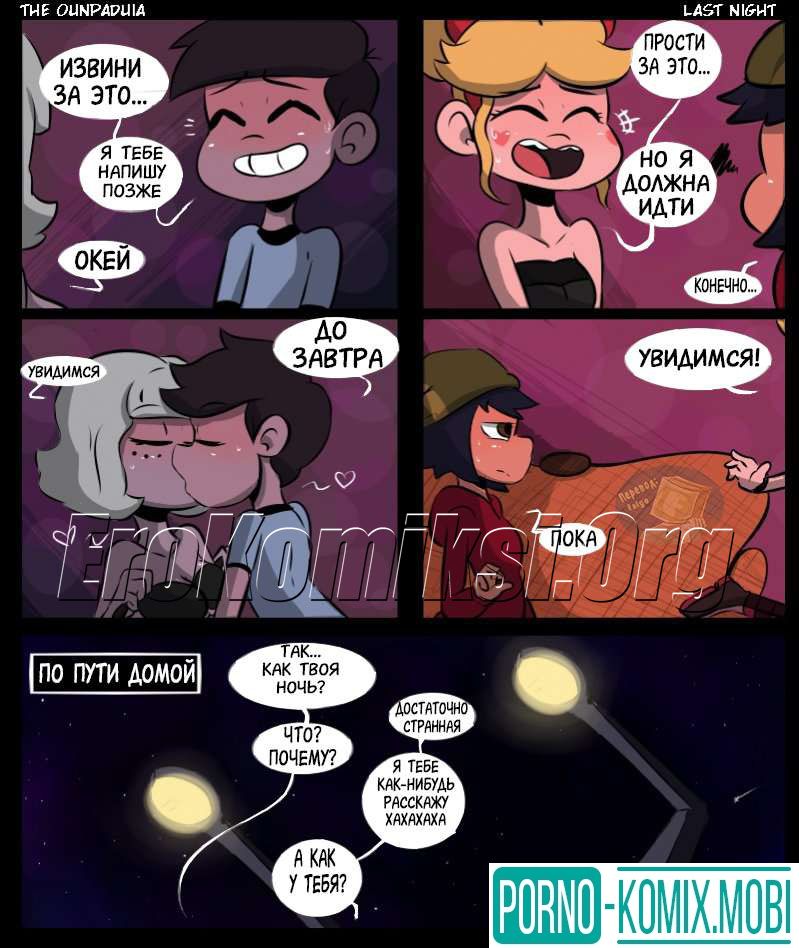 THE OUNPADUIA
LAST NIGHT
ИЗВИНИ
ЗА ЭТО...
Я ТЕБЕ
НАПИШУ
ПОЗЖЕ
ОКЕЙ
ПРОСТИ
ЗА ЭТО...
НО Я
ДОЛЖНА
ИДТИ
КОНЕЧНО...
УВИДИМСЯ
ДО
ЗАВТРА
УВИДИМСЯ!
Перевод:
ПОКА
EroKomiksi.Org
ПО ПУТИ ДОМОЙ
ТАК...
КАК ТВОЯ
НОЧЬ?
ДОСТАТОЧНО
СТРАННАЯ
ЧТО?
ПОЧЕМУ?
Я ТЕБЕ
КАК-НИБУДЬ
РАССКАЖУ
ХАХАХАХА
А КАК
У ТЕБЯ?
PORNO-KOMIX.MOBI